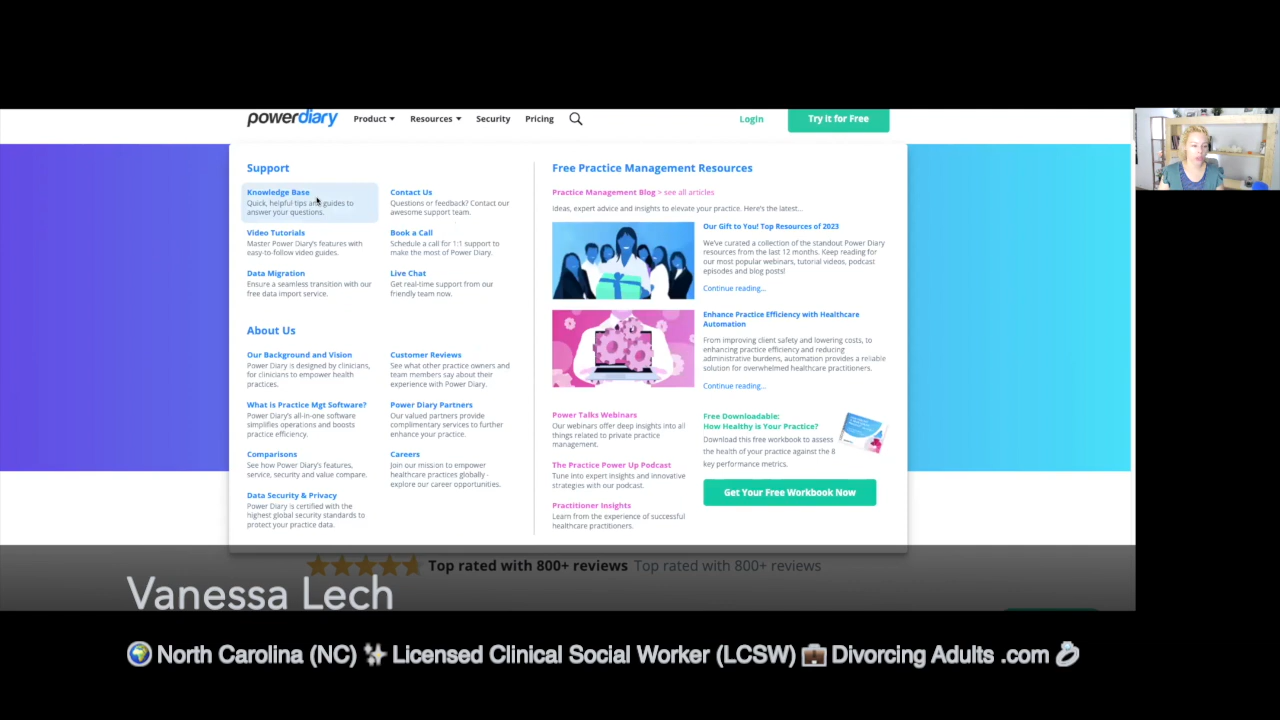 powerdiary Product Resources Security Pricing Login Try it for Free
Support
Knowledge Base
Quick, helpful tips and guides to
answer your questions.
Contact Us
Questions or feedback? Contact our
awesome support team.
Video Tutorials
Master Power Diary's features with
easy-to-follow video guides.
Book a Call
Schedule a call for 1:1 support to
make the most of Power Diary.
Data Migration
Ensure a seamless transition with our
free data import service.
Live Chat
Get real-time support from our
friendly team now.
About Us
Our Background and Vision
Power Diary is designed by clinicians,
for clinicians to empower health
practices.
Customer Reviews
See what other practice owners and
team members say about their
experience with Power Diary.
What is Practice Mgt Software?
Power Diary's all-in-one software
simplifies operations and boosts
practice efficiency.
Power Diary Partners
Our valued partners provide
complimentary services to further
enhance your practice.
Comparisons
See how Power Diary's features,
service, security and value compare.
Careers
Join our mission to empower
healthcare practices globally -
explore our career opportunities.
Data Security & Privacy
Power Diary is certified with the
highest global security standards to
protect your practice data.
Free Practice Management Resources
Practice Management Blog > see all articles
Ideas, expert advice and insights to elevate your practice. Here's the latest...
Our Gift to You! Top Resources of 2023
We've curated a collection of the standout Power Diary
resources from the last 12 months. Keep reading for
our most popular webinars, tutorial videos, podcast
episodes and blog posts!
Continue reading...
Enhance Practice Efficiency with Healthcare
Automation
From improving client safety and lowering costs, to
enhancing practice efficiency and reducing
administrative burdens, automation provides a reliable
solution for overwhelmed healthcare practitioners.
Continue reading...
Power Talks Webinars
Our webinars offer deep insights into all
things related to private practice
management.
The Practice Power Up Podcast
Tune into expert insights and innovative
strategies with our podcast.
Practitioner Insights
Learn from the experience of successful
healthcare practitioners.
Free Downloadable:
How Healthy is Your Practice?
Download this free workbook to assess
the health of your practice against the 8
key performance metrics.
Get Your Free Workbook Now
Top rated with 800+ reviews Top rated with 800+ reviews
Vanessa Lech
🌍 North Carolina (NC) ✨ Licensed Clinical Social Worker (LCSW) 💼 Divorcing Adults .com 💍